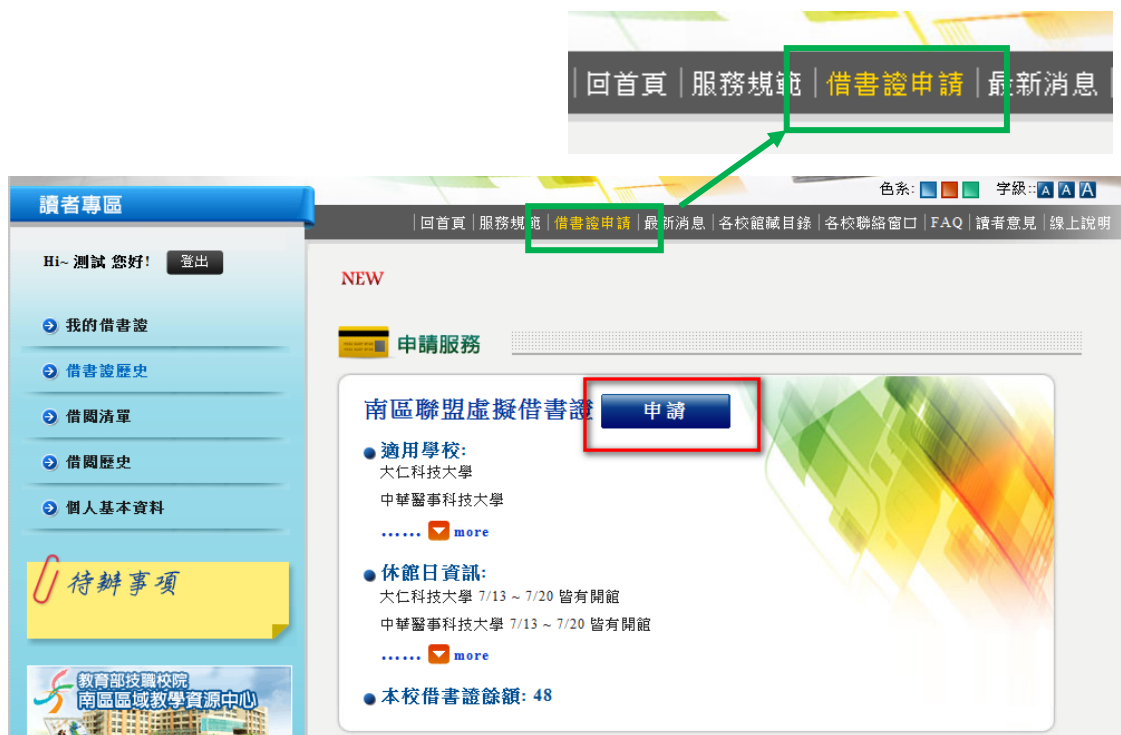 回首頁│服務規範│借書證申請│最新消息
讀者專區
色系: 字級::A A A
回首頁│服務規範│借書證申請│最新消息│各校館藏目錄│各校聯絡窗口│FAQ│讀者意見│線上說明
Hi~ 測試 您好!
登出
我的借書證
借書證歷史
借閱清單
借閱歷史
個人基本資料
待辦事項
教育部技職校院
南區區域教學資源中心
NEW
申請服務
南區聯盟虛擬借書證
申請
適用學校:
大仁科技大學
中華醫事科技大學
...... more
休館日資訊:
大仁科技大學 7/13 ~ 7/20 皆有開館
中華醫事科技大學 7/13 ~ 7/20 皆有開館
...... more
本校借書證餘額: 48